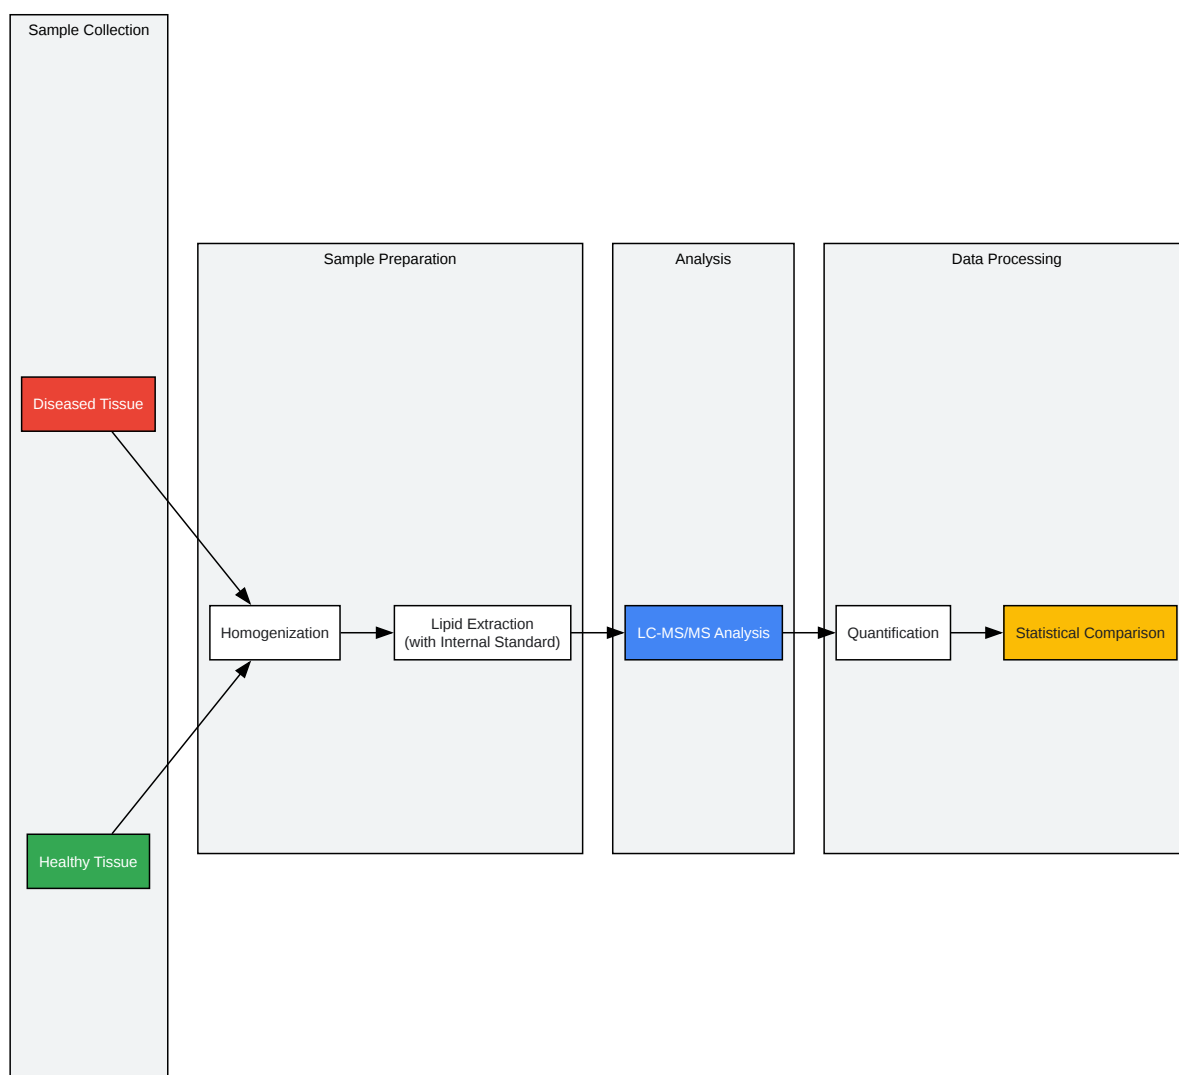 Sample Collection
Sample Preparation
Analysis
Data Processing
Diseased Tissue
Homogenization
Lipid Extraction
(with Internal Standard)
LC-MS/MS Analysis
Quantification
Statistical Comparison
Healthy Tissue